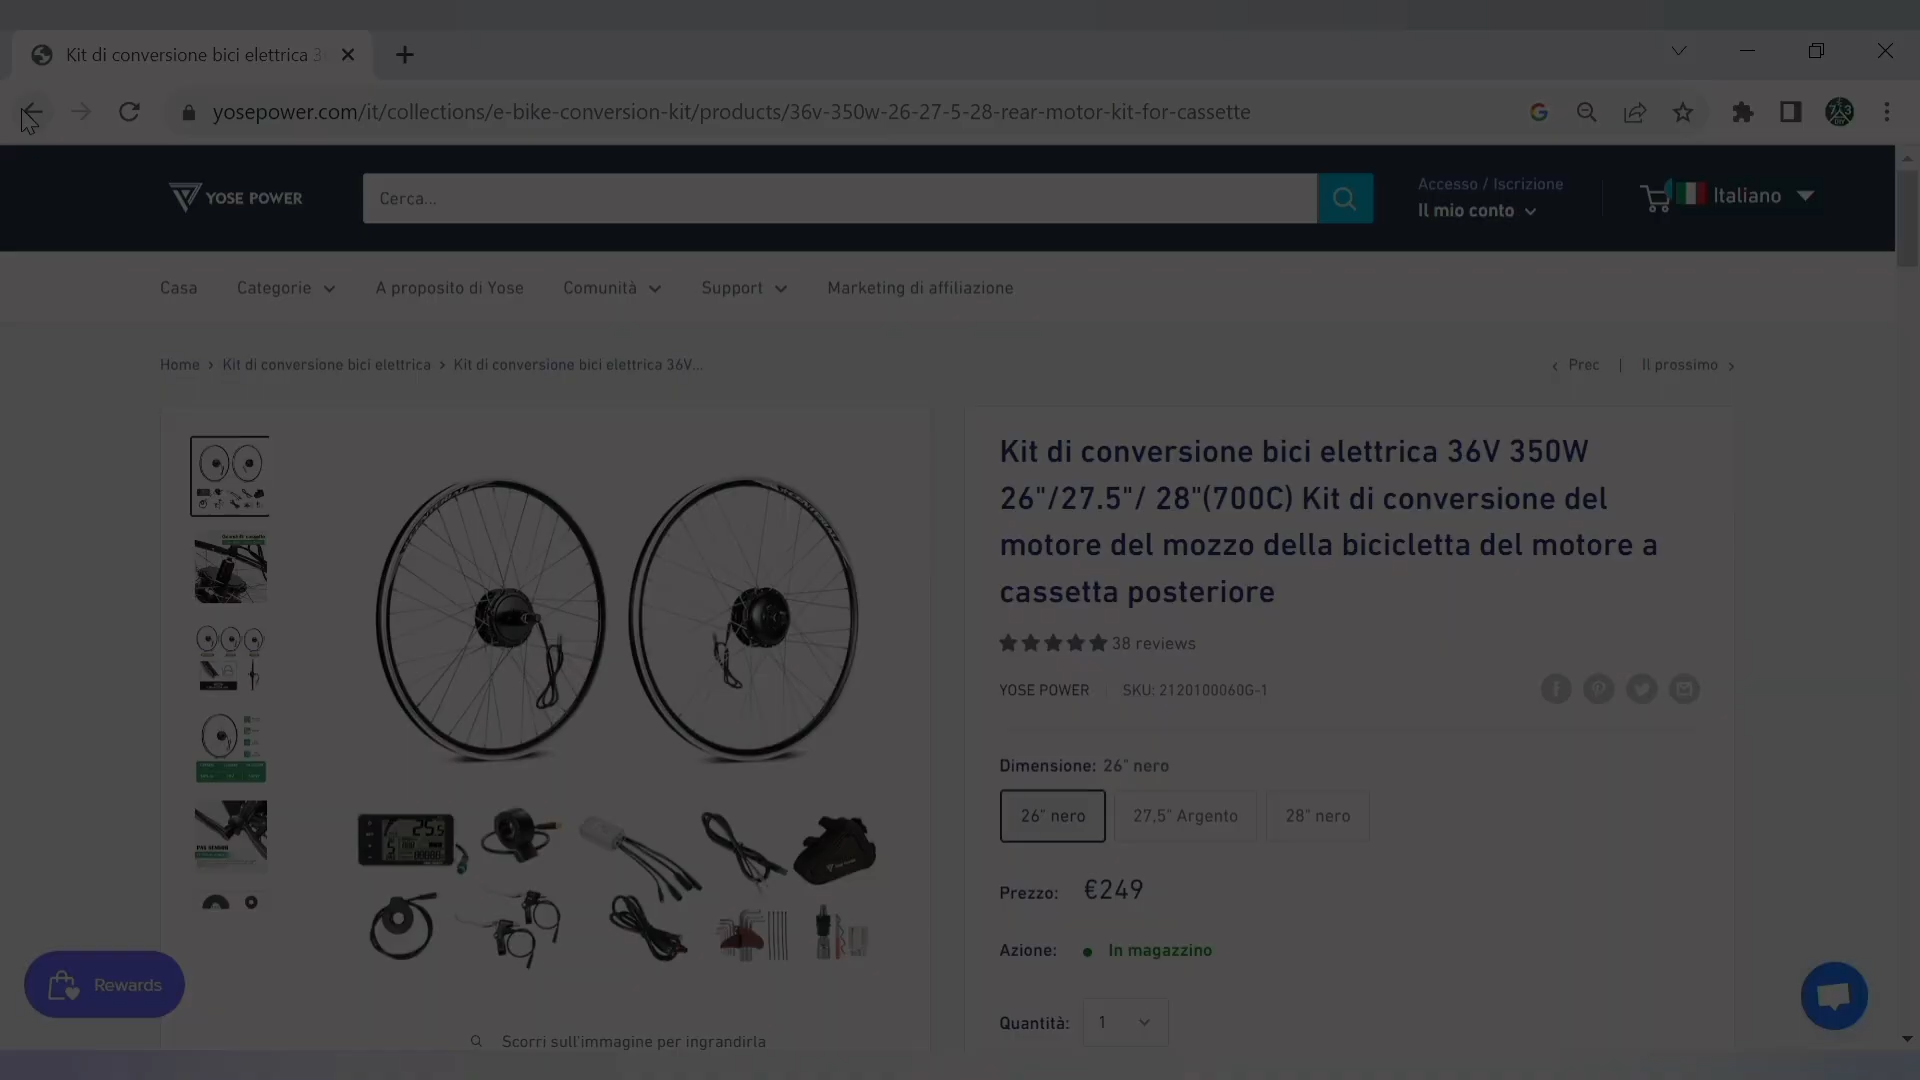 Kit di conversione bici elettrica 3
yosepower.com/it/collections/e-bike-conversion-kit/products/36v-350w-26-27-5-28-rear-motor-kit-for-cassette
YOSE POWER
Cerca...
Accesso / Iscrizione
Il mio conto
Italiano
Casa
Categorie
A proposito di Yose
Comunità
Support
Marketing di affiliazione
Home › Kit di conversione bici elettrica › Kit di conversione bici elettrica 36V...
‹ Prec | Il prossimo ›
Kit di conversione bici elettrica 36V 350W
26"/27.5"/ 28"(700C) Kit di conversione del
motore del mozzo della bicicletta del motore a
cassetta posteriore
38 reviews
YOSE POWER
SKU: 2120100060G-1
Dimensione: 26" nero
26" nero
27,5" Argento
28" nero
Prezzo: €249
Azione: In magazzino
Quantità: 1
PAS SENSOR
25.5
Scorri sull'immagine per ingrandirla
Rewards